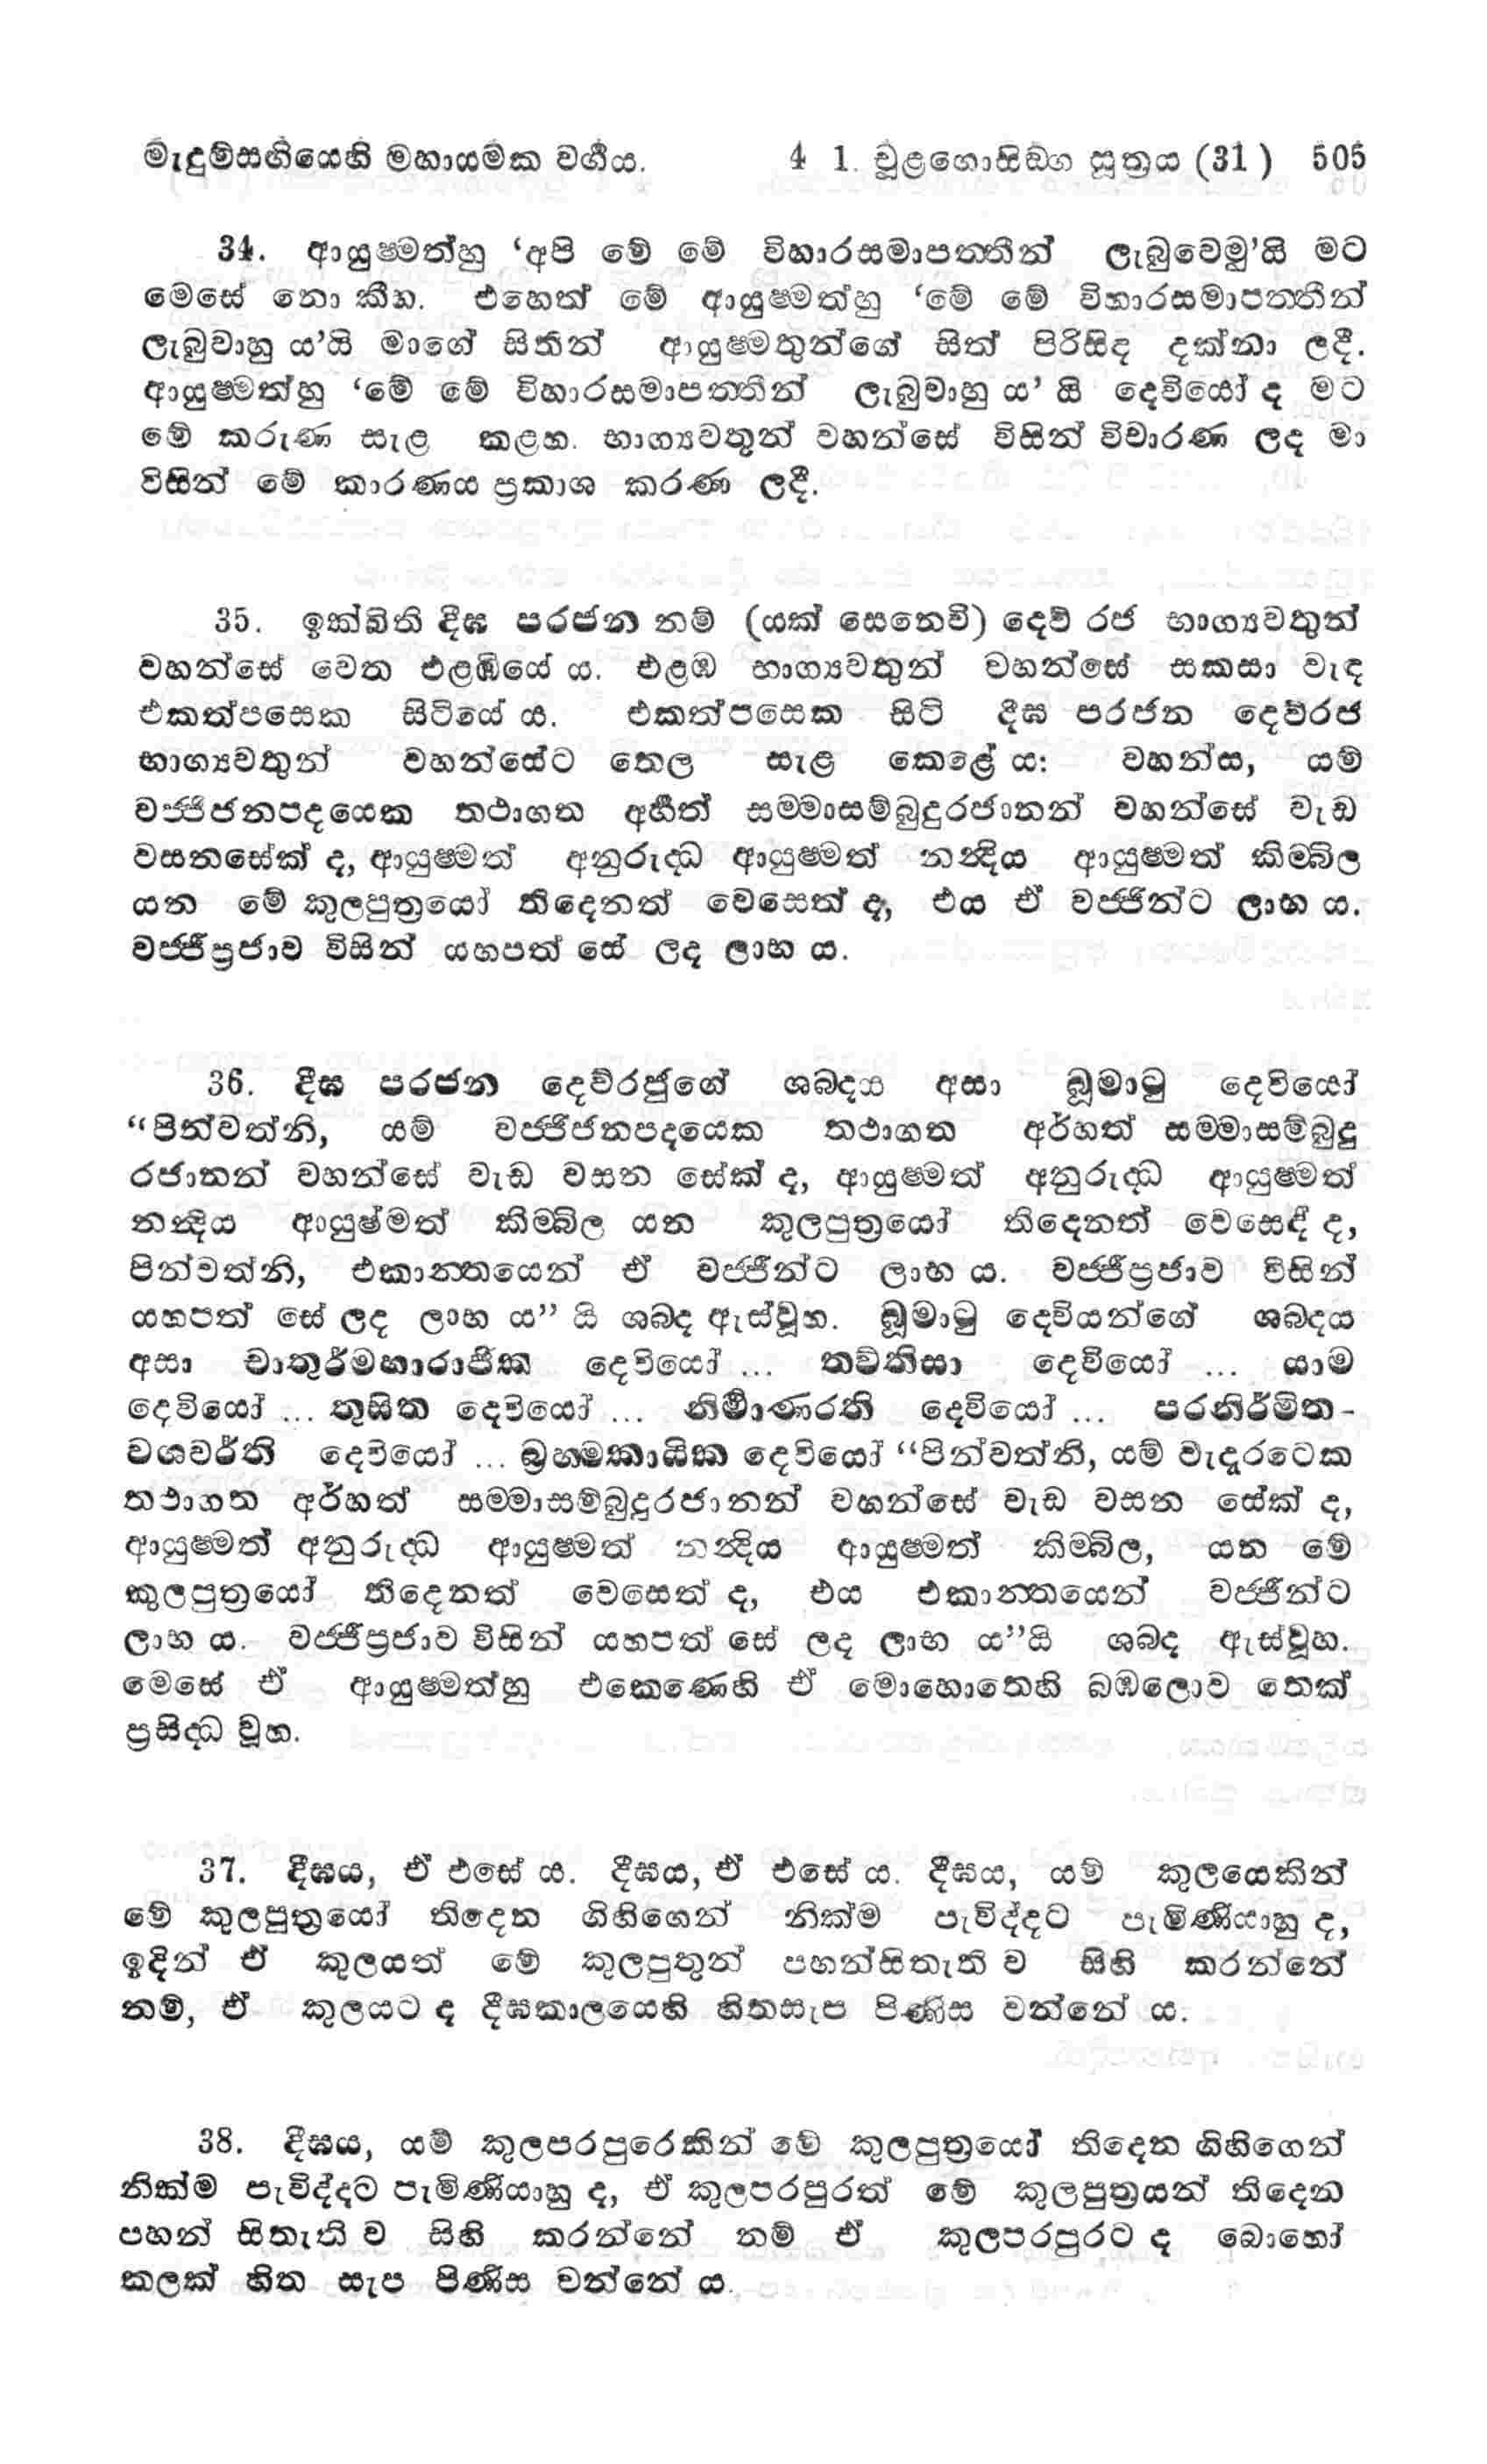 මැදුම්සඟියෙහි මහායමක වර්‍ගය. 4 1. චූළගොසිඞ්ග සූත්‍රය (31) 505
34. ආයුෂ්මත්හු ‘අපි මේ මේ විහාරසමාපත්තීන් ලැබුවෙමු’යි මට
මෙසේ නො කීහ. එහෙත් මේ ආයුෂ්මත්හු ‘මේ මේ විහාරසමාපත්තීන්
ලැබුවාහු ය’යි මාගේ සිතින් ආයුෂ්මතුන්ගේ සිත් පිරිසිඳ දක්නා ලදී.
ආයුෂ්මත්හු ‘මේ මේ විහාරසමාපත්තීන් ලැබුවාහු ය’ යි දෙවියෝ ද මට
මේ කරුණ සැළ කළහ. භාග්‍යවතුන් වහන්සේ විසින් විචාරණ ලද මා
විසින් මේ කාරණය ප්‍රකාශ කරණ ලදී.
35. ඉක්බිති දීඝ පරජන නම් (යක් සෙනෙවි) දෙව් රජ භාග්‍යවතුන්
වහන්සේ වෙත එළඹියේ ය. එළඹ භාග්‍යවතුන් වහන්සේ සකසා වැඳ
එකත්පසෙක සිටියේ ය. එකත්පසෙක සිටි දීඝ පරජන දෙව්රජ
භාග්‍යවතුන් වහන්සේට තෙල සැළ කෙළේ ය: වහන්ස, යම්
වජ්ජිජනපදයෙක තථාගත අර්‍හත් සම්මාසම්බුදුරජානන් වහන්සේ වැඩ
වසනසේක් ද, ආයුෂ්මත් අනුරුද්ධ ආයුෂ්මත් නන්දිය ආයුෂ්මත් කිම්බිල
යන මේ කුලපුත්‍රයෝ තිදෙනත් වෙසෙත් ද, එය ඒ වජ්ජින්ට ලාභ ය.
වජ්ජිප්‍රජාව විසින් යහපත් සේ ලද ලාභ ය.
36. දීඝ පරජන දෙව්රජුගේ ශබ්දය අසා බූමාටු දෙවියෝ
“පින්වත්නි, යම් වජ්ජිජනපදයෙක තථාගත අර්හත් සම්මාසම්බුදු
රජානන් වහන්සේ වැඩ වසන සේක් ද, ආයුෂ්මත් අනුරුද්ධ ආයුෂ්මත්
නන්දිය ආයුෂ්මත් කිම්බිල යන කුලපුත්‍රයෝ තිදෙනත් වෙසෙද්ද ද,
පින්වත්නි, එකාන්තයෙන් ඒ වජ්ජීන්ට ලාභ ය. වජ්ජීප්‍රජාව විසින්
යහපත් සේ ලද ලාභ ය” යි ශබ්ද ඇස්වූහ. බූමාටු දෙවියන්ගේ ශබ්දය
අසා චාතුර්මහාරාජික දෙවියෝ ... තව්තිසා දෙවියෝ ... යාම
දෙවියෝ ... තුසිත දෙවියෝ ... නිර්‍මාණරති දෙවියෝ ... පරනිර්මිත-
වශවර්ති දෙවියෝ ... බ්‍රහ්මකායික දෙවියෝ “පින්වත්නි, යම් වැදැරටෙක
තථාගත අර්හත් සම්මාසම්බුදුරජානන් වහන්සේ වැඩ වසන සේක් ද,
ආයුෂ්මත් අනුරුද්ධ ආයුෂ්මත් නන්දිය ආයුෂ්මත් කිම්බිල, යන මේ
කුලපුත්‍රයෝ තිදෙනත් වෙසෙත් ද, එය එකාන්තයෙන් වජ්ජීන්ට
ලාභ ය. වජ්ජීප්‍රජාව විසින් යහපත් සේ ලද ලාභ ය”යි ශබ්ද ඇස්වූහ.
මෙසේ ඒ ආයුෂ්මත්හු එකෙණෙහි ඒ මොහොතෙහි බඹලොව තෙක්
ප්‍රසිද්ධ වූහ.
37. දීඝය, ඒ එසේ ය. දීඝය, ඒ එසේ ය. දීඝය, යම් කුලයෙකින්
මේ කුලපුත්‍රයෝ තිදෙන ගිහිගෙන් නික්ම පැවිද්දට පැමිණියාහු ද,
ඉදින් ඒ කුලයත් මේ කුලපුතුන් පහන්සිතැති ව සිහි කරන්නේ
නම්, ඒ කුලයට ද දීඝකාලයෙහි හිතසැප පිණිස වන්නේ ය.
38. දීඝය, යම් කුලපරපුරෙකින් මේ කුලපුත්‍රයෝ තිදෙන ගිහිගෙන්
නික්ම පැවිද්දට පැමිණියාහු ද, ඒ කුලපරපුරත් මේ කුලපුත්‍රයන් තිදෙන
පහන් සිතැති ව සිහි කරන්නේ නම් ඒ කුලපරපුරට ද බොහෝ
කලක් හිත සැප පිණිස වන්නේ ය.